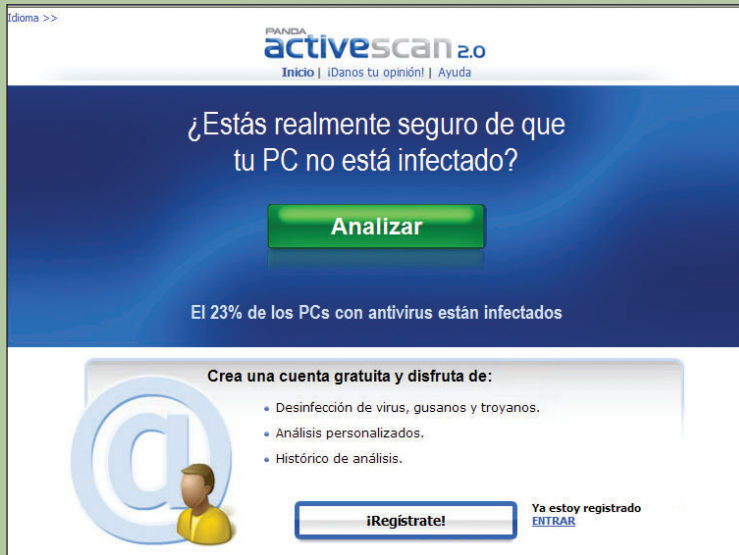 Idioma >>
PANDA
activescan 2.0
Inicio | ¡Danos tu opinión! | Ayuda
¿Estás realmente seguro de que
tu PC no está infectado?
Analizar
El 23% de los PCs con antivirus están infectados
Crea una cuenta gratuita y disfruta de:
• Desinfección de virus, gusanos y troyanos.
• Análisis personalizados.
• Histórico de análisis.
¡Regístrate!
Ya estoy registrado
ENTRAR